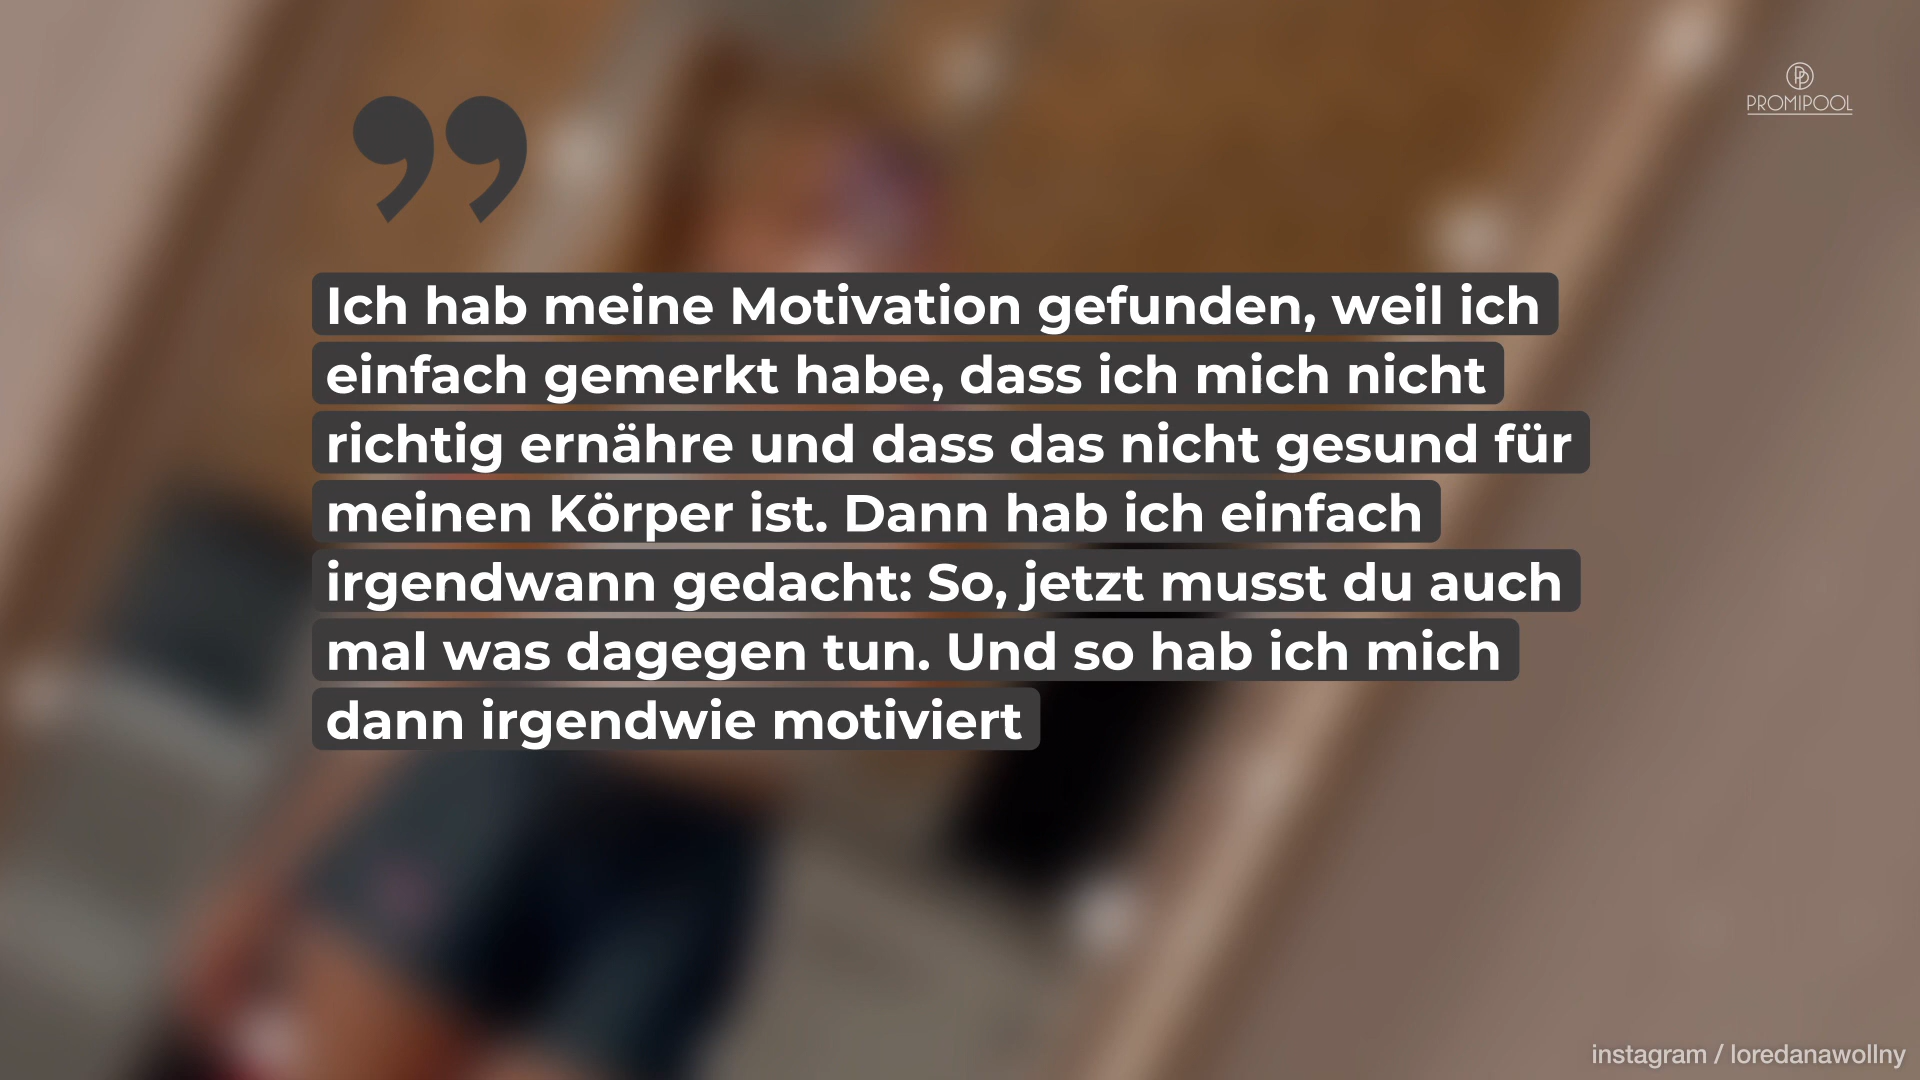 PROMIPOOL
Ich hab meine Motivation gefunden, weil ich
einfach gemerkt habe, dass ich mich nicht
richtig ernähre und dass das nicht gesund für
meinen Körper ist. Dann hab ich einfach
irgendwann gedacht: So, jetzt musst du auch
mal was dagegen tun. Und so hab ich mich
dann irgendwie motiviert
instagram / loredanawollny